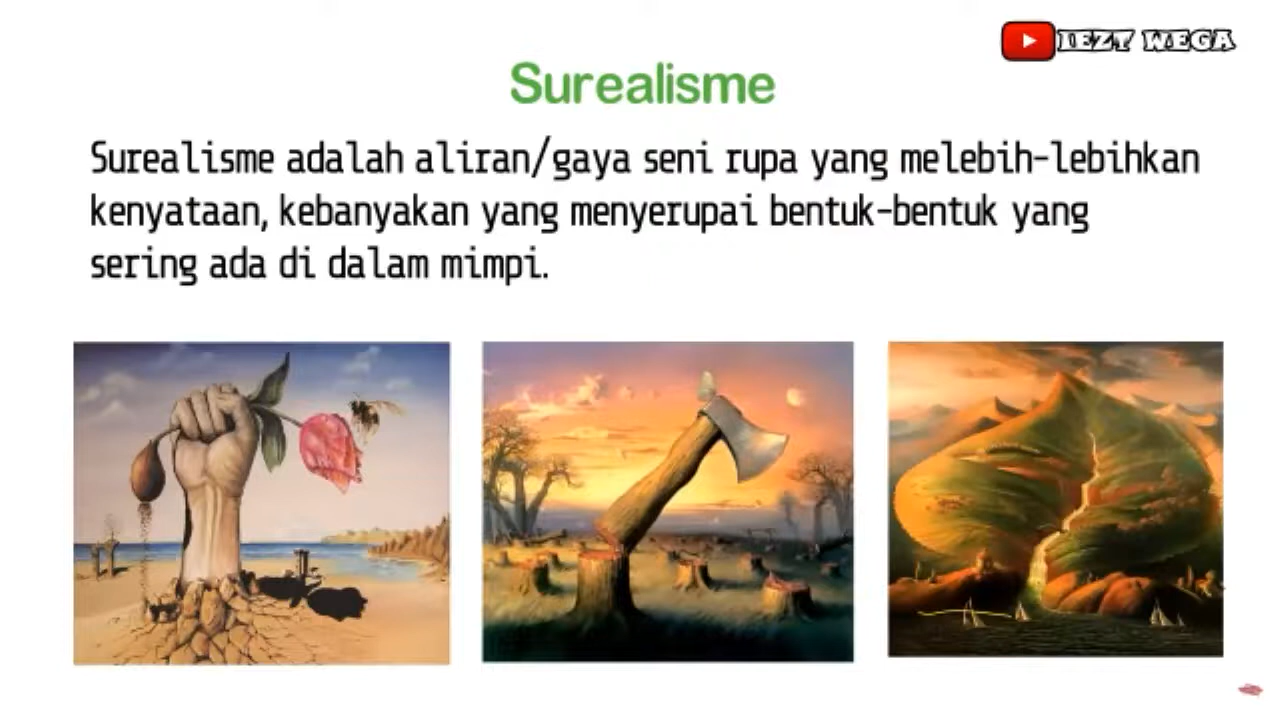 IEZT WEGA
Surealisme
Surealisme adalah aliran/gaya seni rupa yang melebih-lebihkan
kenyataan, kebanyakan yang menyerupai bentuk-bentuk yang
sering ada di dalam mimpi.